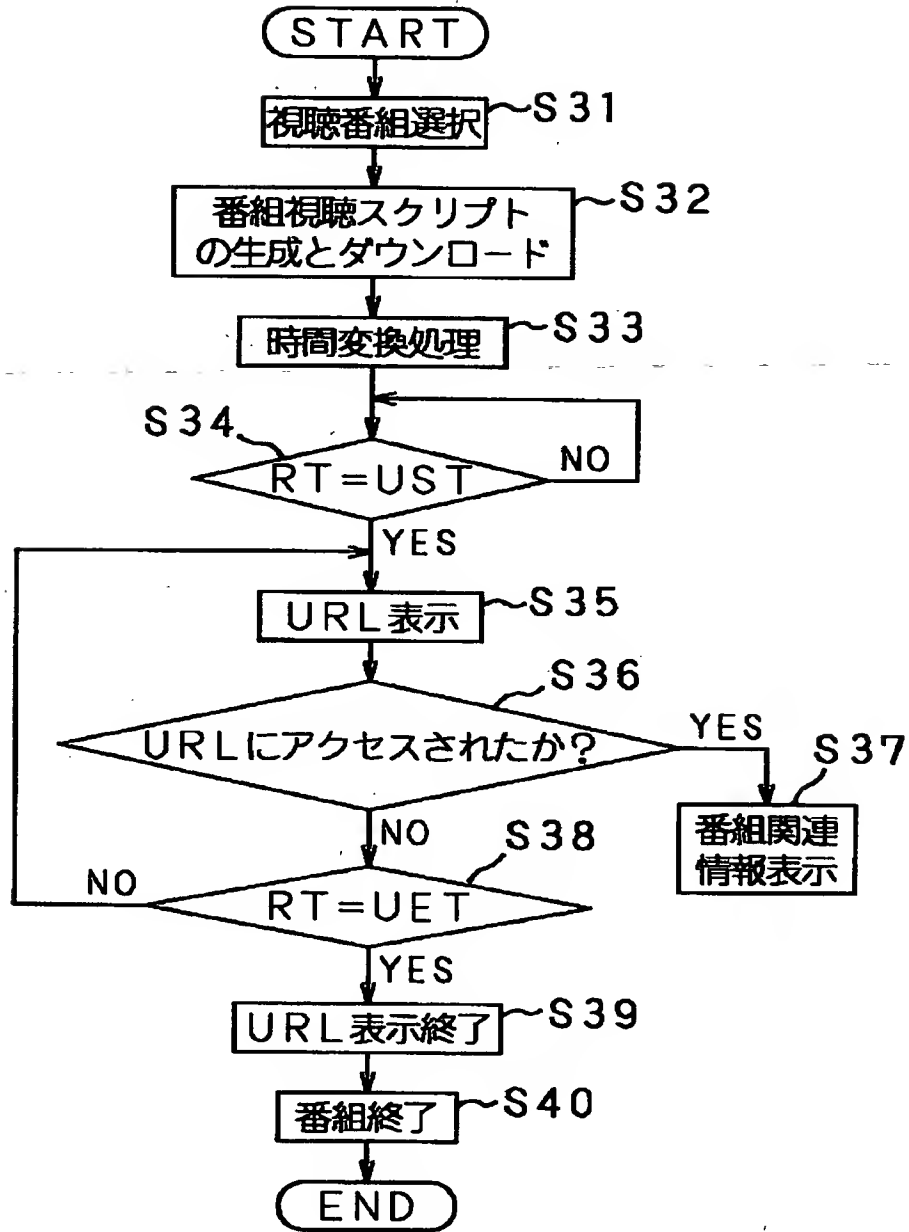 START
視聴番組選択
S31
番組視聴スクリプト
の生成とダウンロード
S32
時間変換処理
S33
S34
RT=UST
NO
YES
URL表示
S35
S36
URLにアクセスされたか?
YES
S37
番組関連
情報表示
NO
S38
RT=UET
NO
YES
URL表示終了
S39
番組終了
S40
END